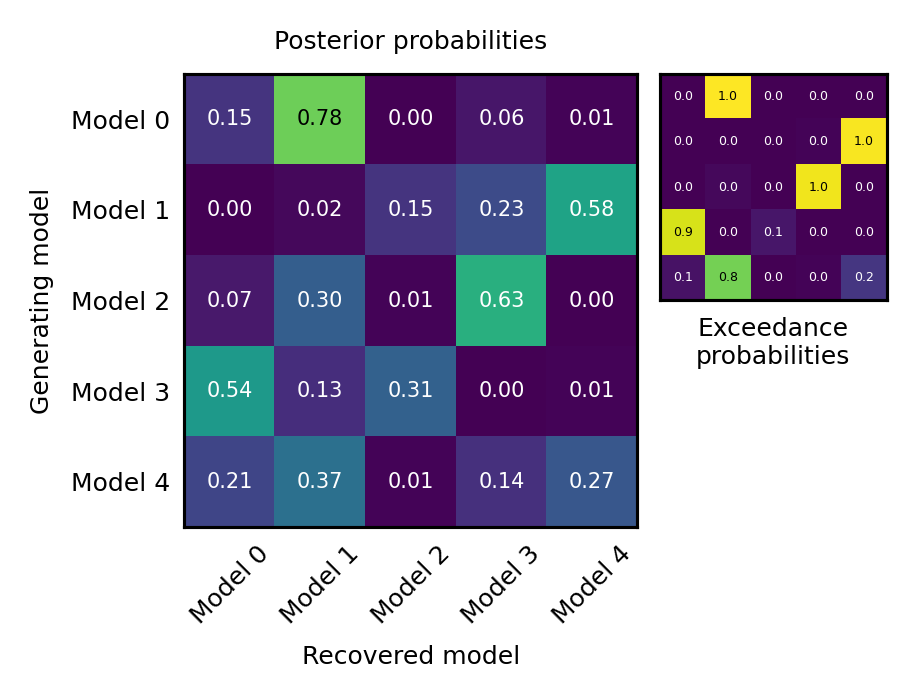 Posterior probabilities
Generating model
Model 0 0.15 0.78 0.00 0.06 0.01
Model 1 0.00 0.02 0.15 0.23 0.58
Model 2 0.07 0.30 0.01 0.63 0.00
Model 3 0.54 0.13 0.31 0.00 0.01
Model 4 0.21 0.37 0.01 0.14 0.27
Model 0 Model 1 Model 2 Model 3 Model 4
Recovered model
0.0 1.0 0.0 0.0 0.0
0.0 0.0 0.0 0.0 1.0
0.0 0.0 0.0 1.0 0.0
0.9 0.0 0.1 0.0 0.0
0.1 0.8 0.0 0.0 0.2
Exceedance
probabilities